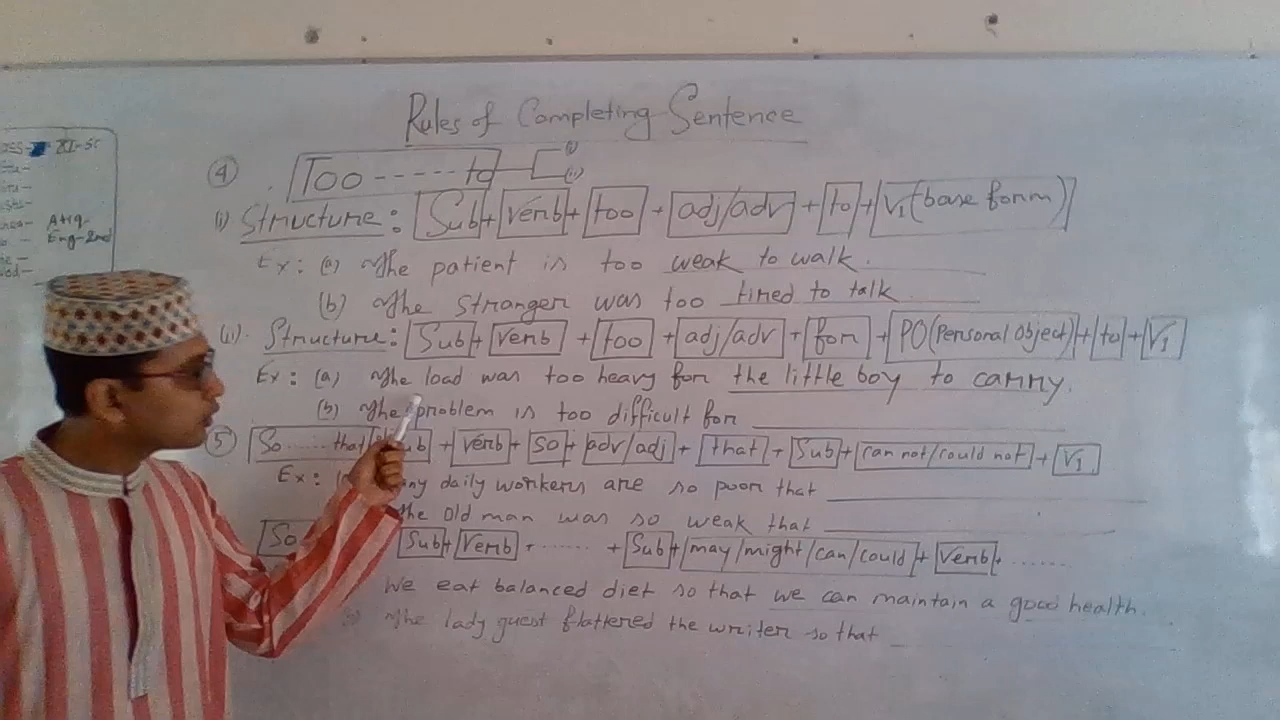 Rules of Completing Sentence
④ Too ----- to (i) (ii)
(i) Structure: Sub + verb + too + adj/adv + to + V₁(base form)
Ex: (a) The patient is too weak to walk.
(b) The stranger was too tired to talk
(ii). Structure: Sub + verb + too + adj/adv + for + PO(Personal Object) + to + V₁
Ex: (a) The load was too heavy for the little boy to carry.
(b) The problem is too difficult for
⑤ So ...... that Sub + verb + so + adv/adj + that + Sub + can not/could not + V₁
Ex: daily workers are so poor that
The old man was so weak that
So Sub + Verb + ...... + Sub + may/might/can/could + verb + ......
We eat balanced diet so that we can maintain a good health.
The lady guest flattered the writer so that
XI-Sc
Atiq
Eng-2nd